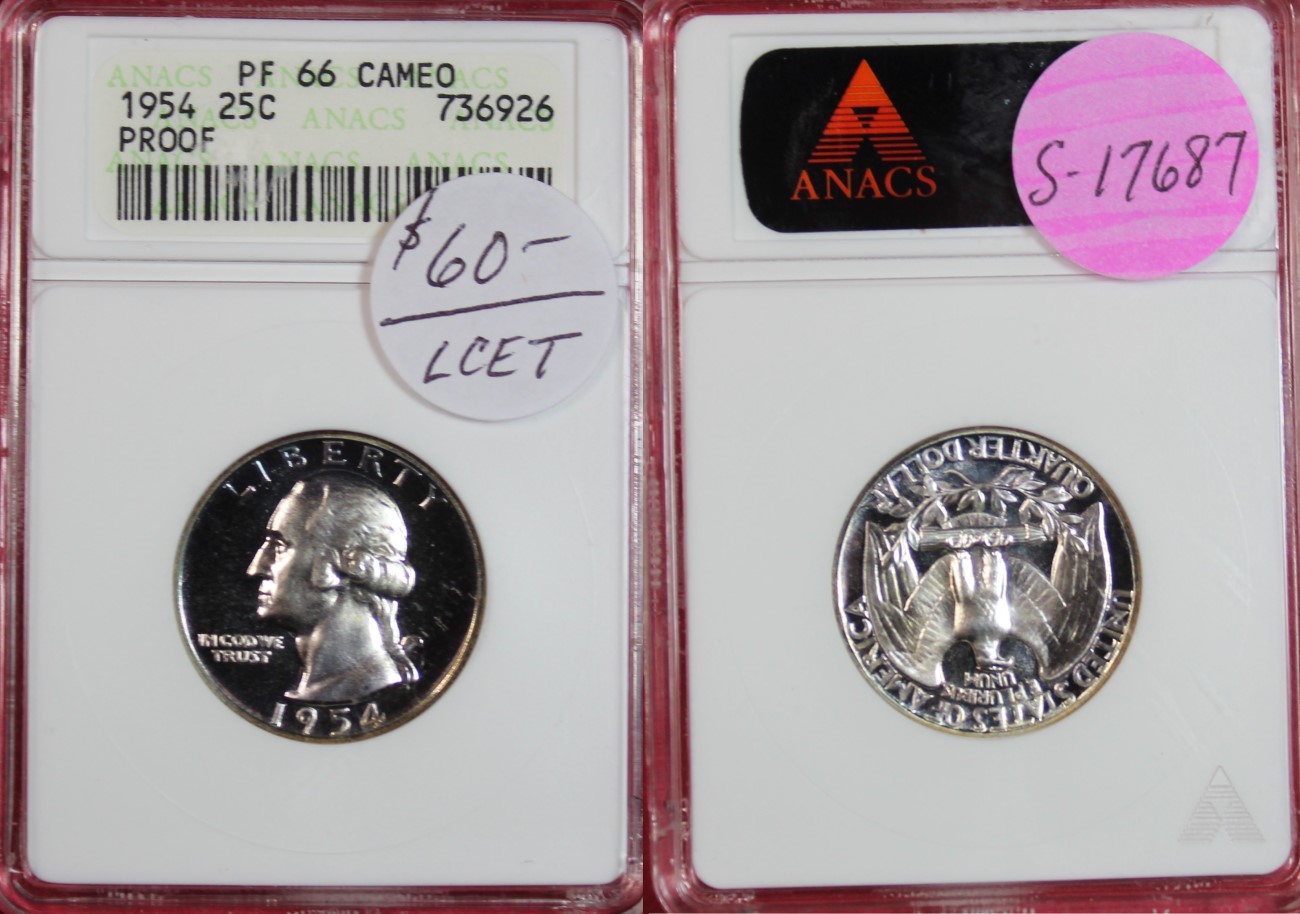 PF 66 CAMEO
1954 25C 736926
PROOF
$60-
LCET
LIBERTY
IN GOD WE
TRUST
1954
ANACS
S-17687
QUARTER DOLLAR
E PLURIBUS
UNUM
UNITED STATES OF AMERICA